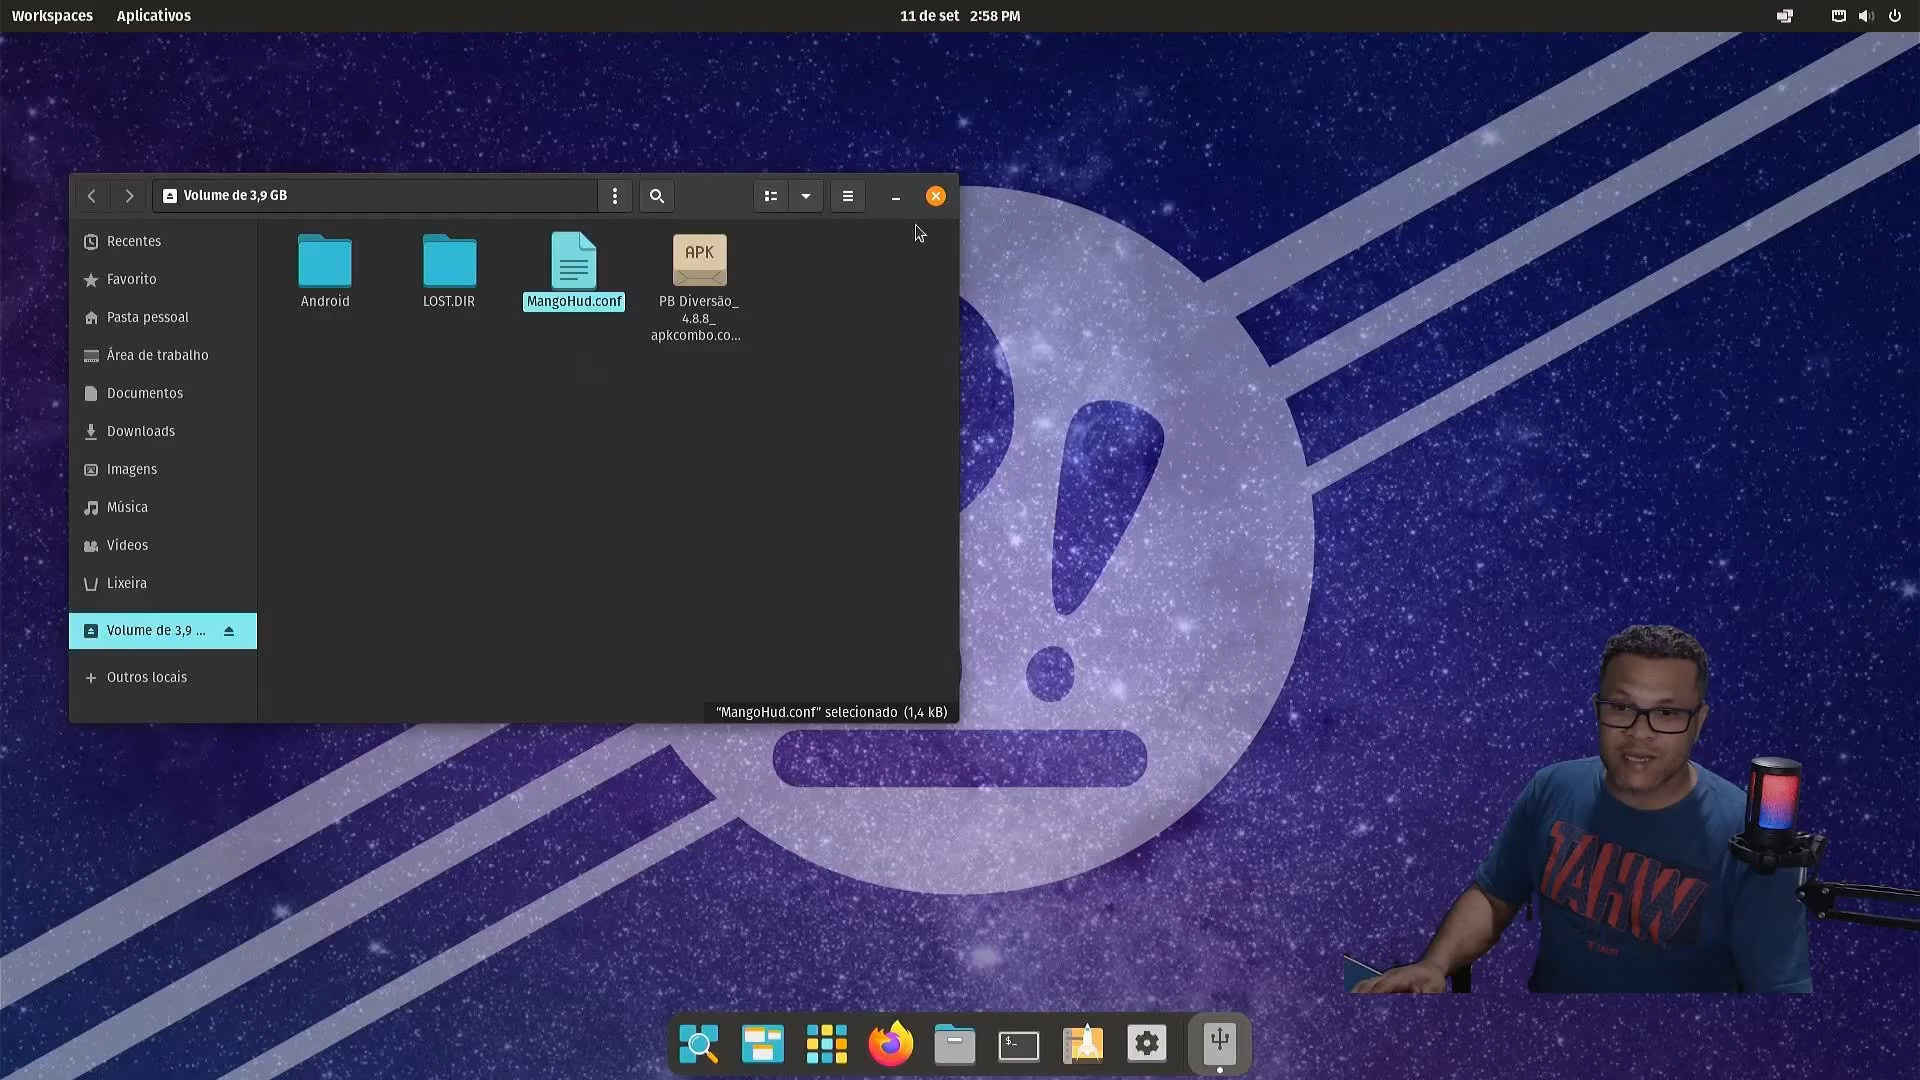 Workspaces Aplicativos 11 de set 2:58 PM
Volume de 3,9 GB
Recentes
Favorito
Pasta pessoal
Área de trabalho
Documentos
Downloads
Imagens
Música
Vídeos
Lixeira
Volume de 3,9 ...
Outros locais
Android
LOST.DIR
MangoHud.conf
APK
PB Diversão_
4.8.8_
apkcombo.co...
“MangoHud.conf” selecionado (1,4 kB)
$_